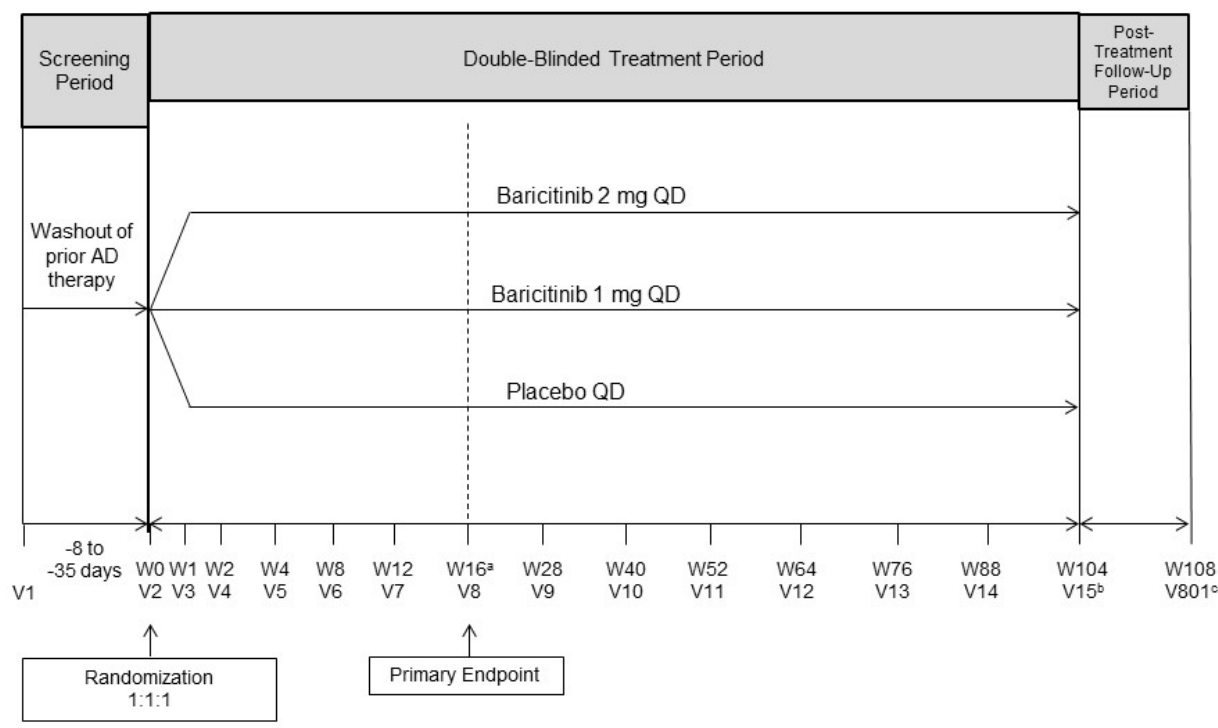 Screening
Period
Double-Blinded Treatment Period
Post-
Treatment
Follow-Up
Period
Washout of
prior AD
therapy
Baricitinib 2 mg QD
Baricitinib 1 mg QD
Placebo QD
-8 to
-35 days
V1
W0 W1 W2 W4 W8 W12 W16ᵃ W28 W40 W52 W64 W76 W88 W104 W108
V2 V3 V4 V5 V6 V7 V8 V9 V10 V11 V12 V13 V14 V15ᵇ V801ᶜ
Randomization
1:1:1
Primary Endpoint